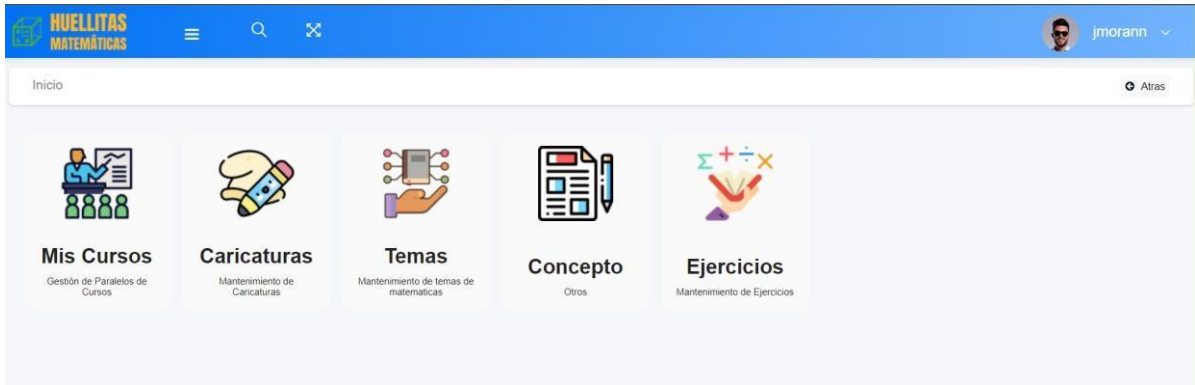 HUELLITAS
MATEMÁTICAS
jmorann
Inicio
Atras
Mis Cursos
Gestión de Paralelos de
Cursos
Caricaturas
Mantenimiento de
Caricaturas
Temas
Mantenimiento de temas de
matematicas
Concepto
Otros
Ejercicios
Mantenimiento de Ejercicios